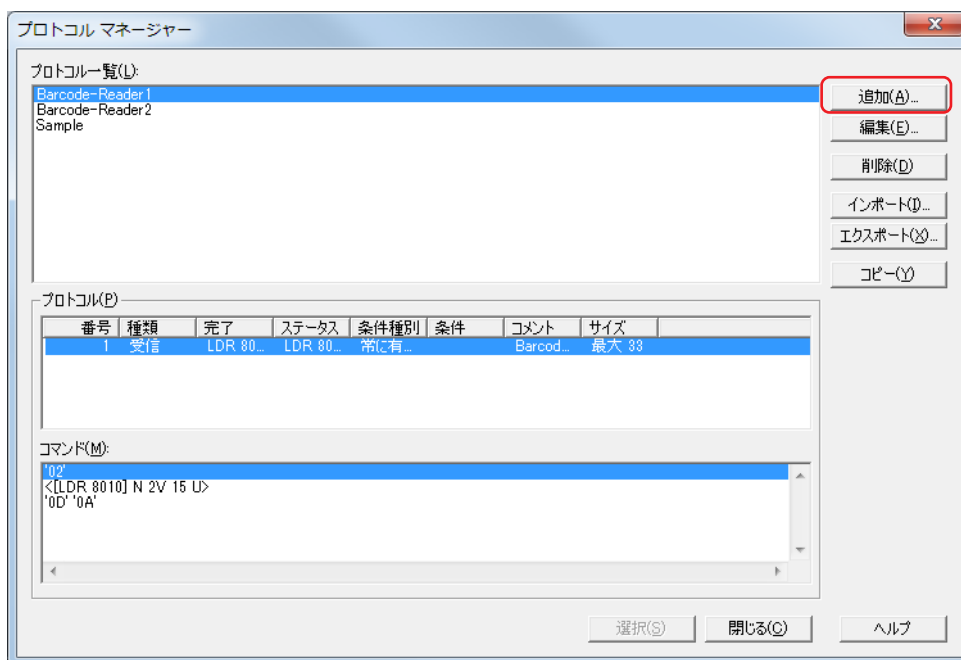 プロトコル マネージャー
プロトコル一覧(L):
Barcode-Reader1
Barcode-Reader2
Sample
追加(A)...
編集(E)...
削除(D)
インポート(I)...
エクスポート(X)...
コピー(Y)
プロトコル(P)
番号 種類 完了 ステータス 条件種別 条件 コメント サイズ
1 受信 LDR 80... LDR 80... 常に有... Barcod... 最大 33
コマンド(M):
'02'
<[LDR 8010] N 2V 15 U>
'0D' '0A'
選択(S) 閉じる(C) ヘルプ